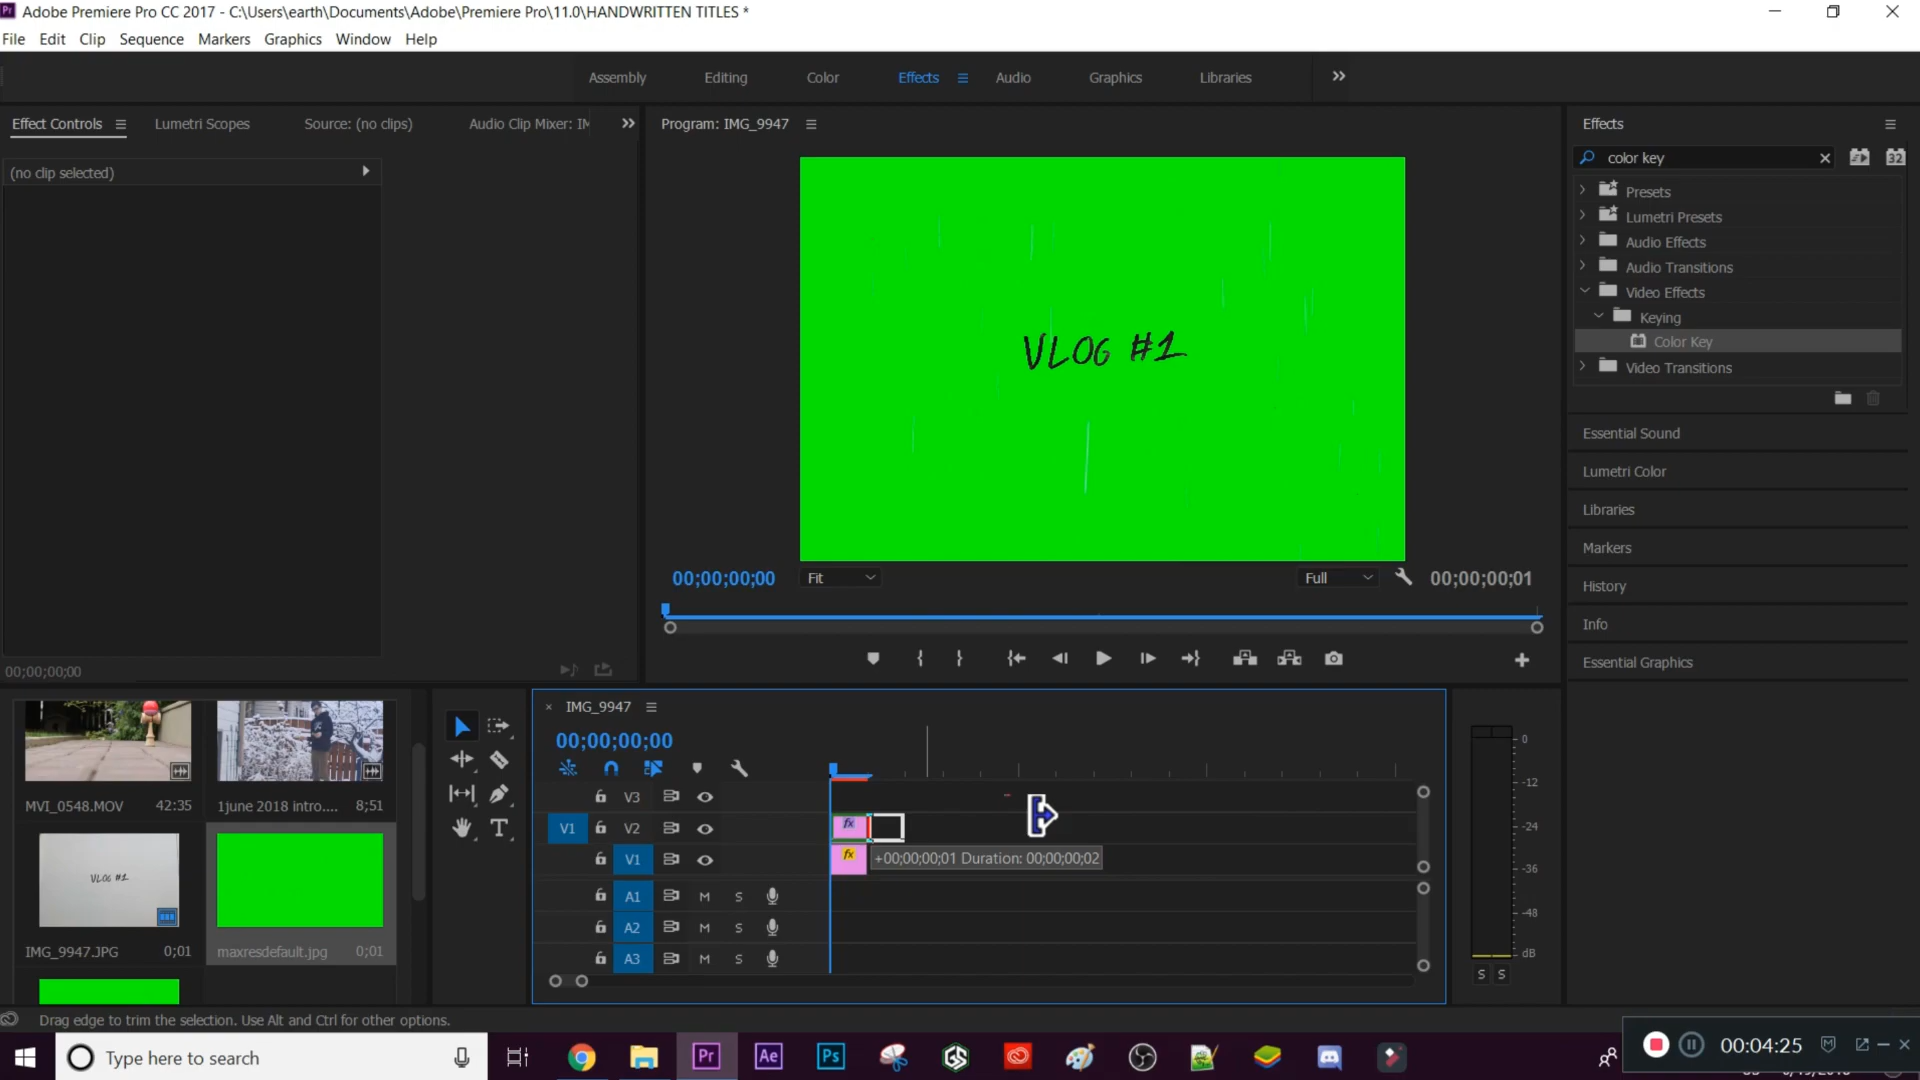 Adobe Premiere Pro CC 2017 - C:\Users\earth\Documents\Adobe\Premiere Pro\11.0\HANDWRITTEN TITLES *
File Edit Clip Sequence Markers Graphics Window Help
Assembly Editing Color Effects Audio Graphics Libraries
Effect Controls Lumetri Scopes Source: (no clips) Audio Clip Mixer: IM
Program: IMG_9947
Effects
(no clip selected)
color key
32
Presets
Lumetri Presets
Audio Effects
Audio Transitions
Video Effects
Keying
Color Key
Video Transitions
VLOG #1
Essential Sound
Lumetri Color
Libraries
Markers
History
Info
Essential Graphics
00;00;00;00 Fit Full 00;00;00;01
00;00;00;00
MVI_0548.MOV 42:35
1june 2018 intro.... 8;51
VLOG #1
IMG_9947.JPG 0;01
maxresdefault.jpg 0;01
IMG_9947
00;00;00;00
V3
V1 V2 fx
V1 fx +00;00;00;01 Duration: 00;00;00;02
A1 M S
A2 M S
A3 M S
0
-12
-24
-36
-48
dB
S S
Drag edge to trim the selection. Use Alt and Ctrl for other options.
Type here to search
Pr Ae Ps
00:04:25